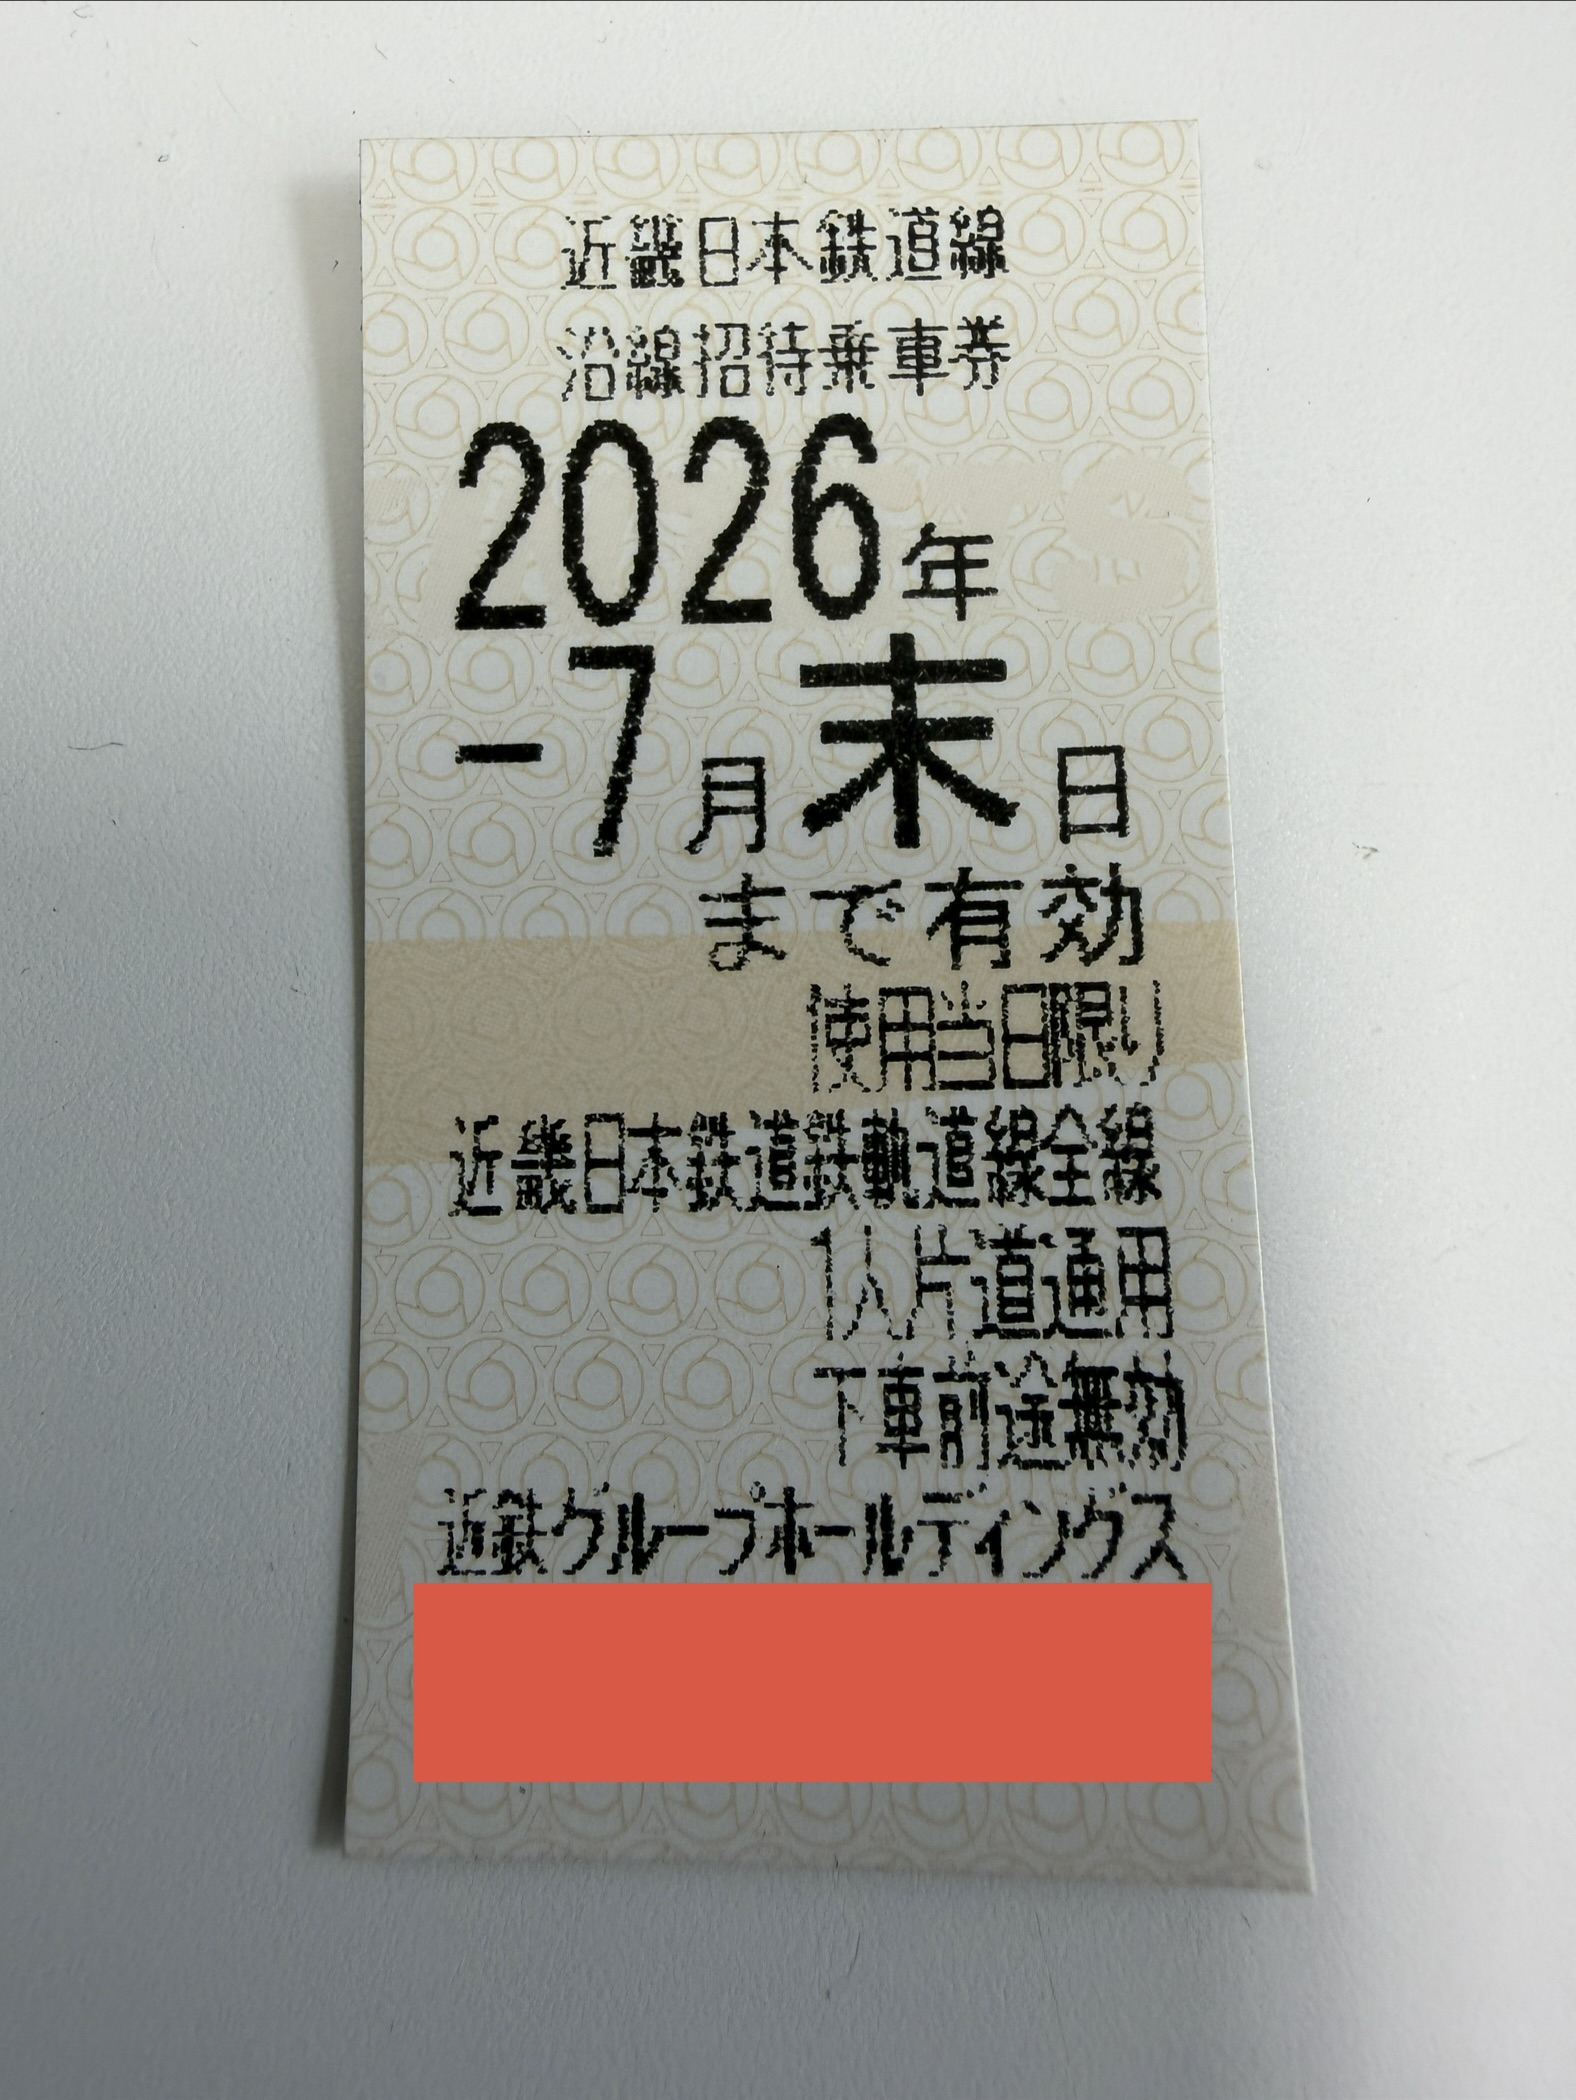 近畿日本鉄道線
沿線招待乗車券
2026年
-7月末日
まで有効
使用当日限り
近畿日本鉄道鉄軌道線全線
1人片道通用
下車前途無効
近鉄グループホールディングス